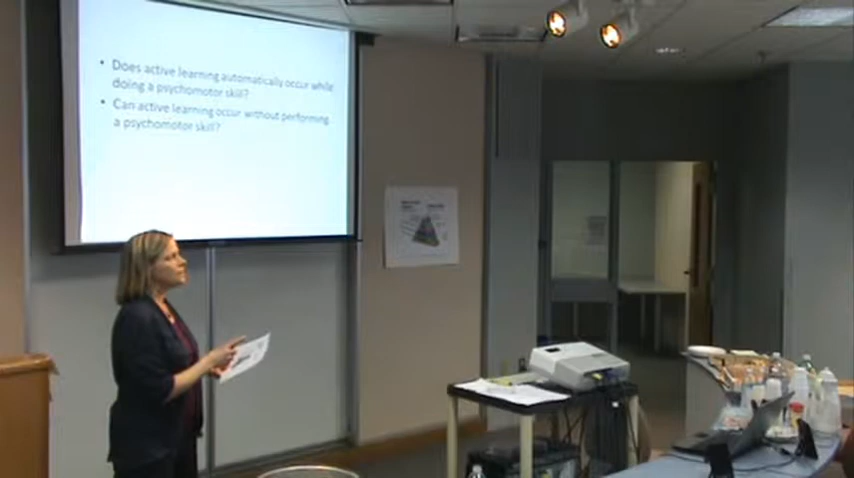 • Does active learning automatically occur while
doing a psychomotor skill?
• Can active learning occur without performing
a psychomotor skill?